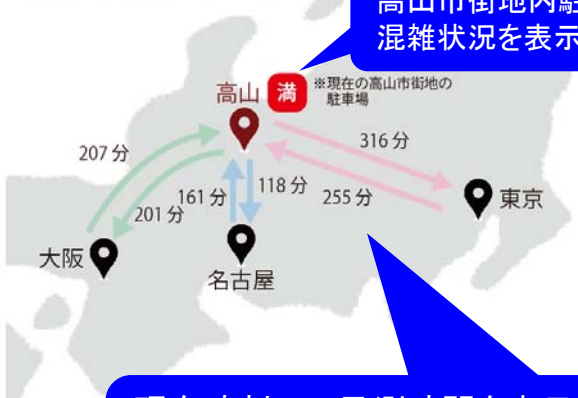 高山市街地内駐
混雑状況を表示
高山 満 ※現在の高山市街地の
駐車場
207分
316分
161分
118分
255分
201分
東京
大阪
名古屋